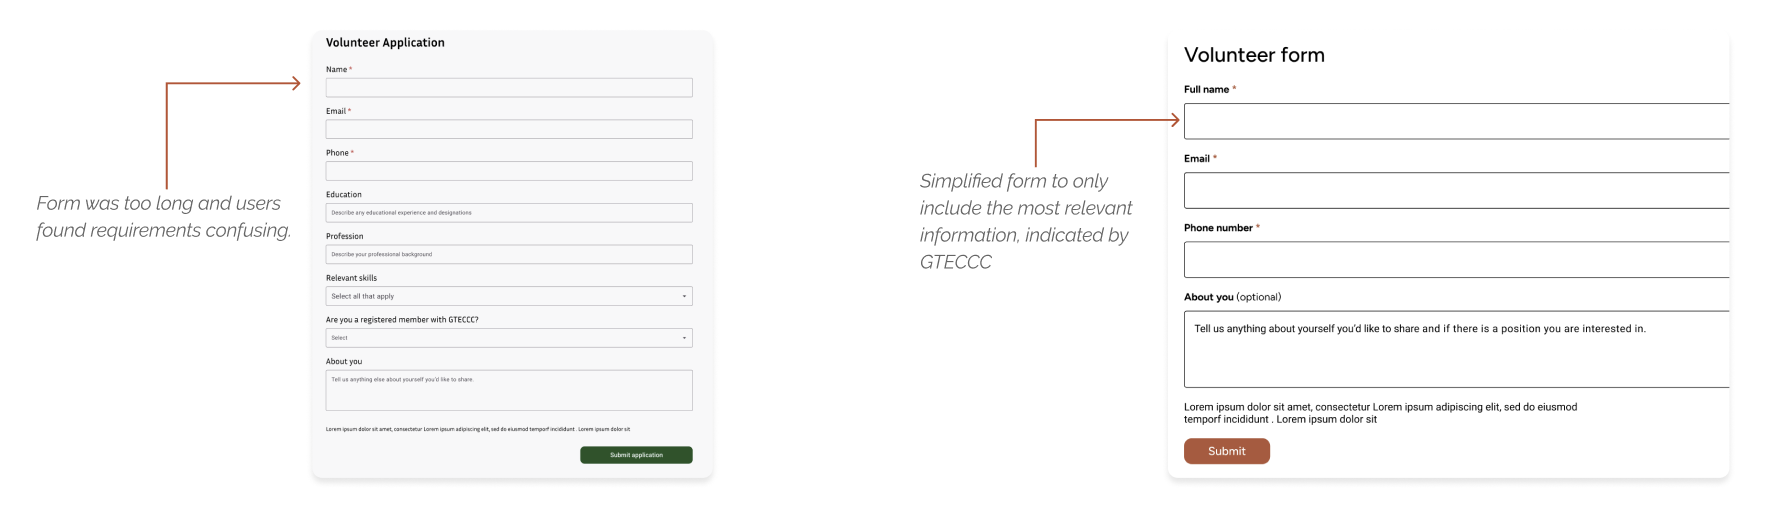 Form was too long and users
found requirements confusing.
Volunteer Application
Name *
Email *
Phone *
Education
Describe any educational experience and designations
Profession
Describe your professional background
Relevant skills
Select all that apply
Are you a registered member with GTECCC?
Select
About you
Tell us anything else about yourself you'd like to share.
Lorem ipsum dolor sit amet, consectetur Lorem ipsum adipiscing elit, sed do eiusmod temporf incididunt . Lorem ipsum dolor sit
Submit application
Simplified form to only
include the most relevant
information, indicated by
GTECCC
Volunteer form
Full name *
Email *
Phone number *
About you (optional)
Tell us anything about yourself you'd like to share and if there is a position you are interested in.
Lorem ipsum dolor sit amet, consectetur Lorem ipsum adipiscing elit, sed do eiusmod
temporf incididunt . Lorem ipsum dolor sit
Submit